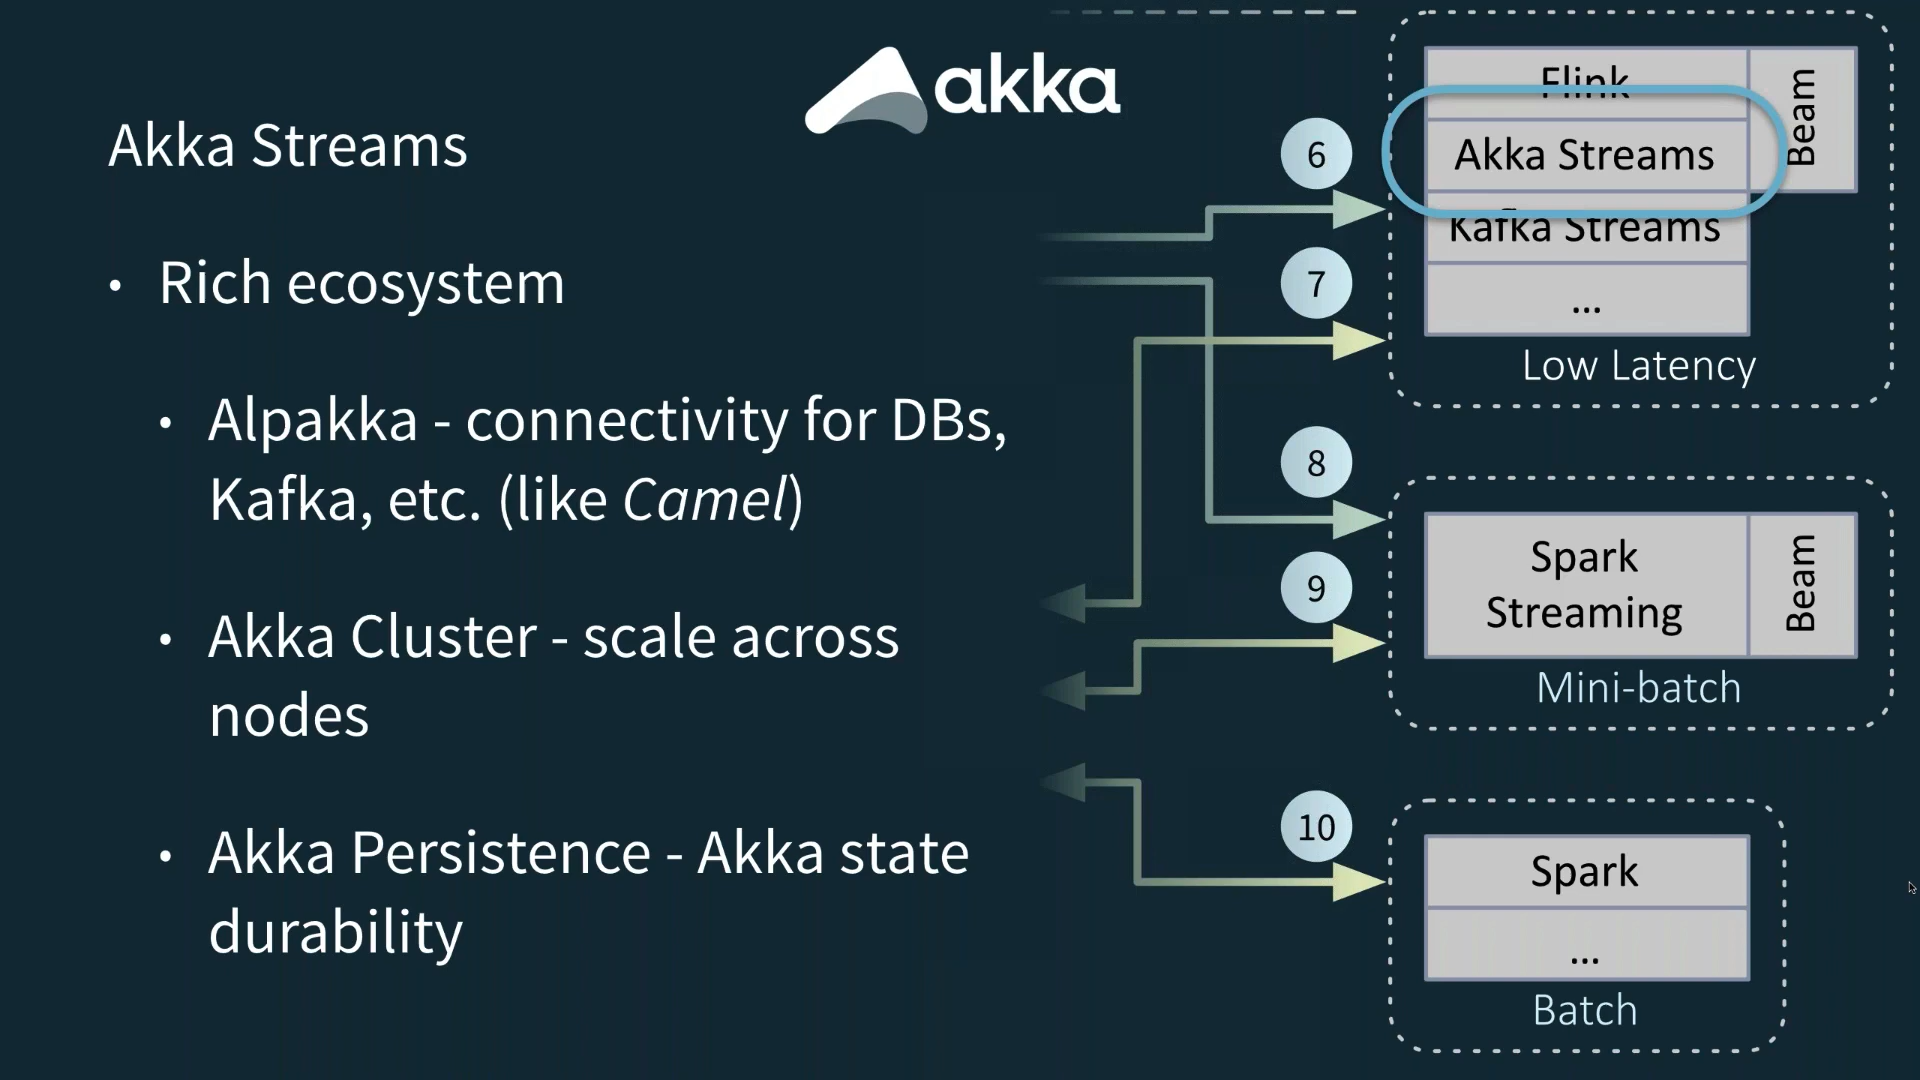 akka
Akka Streams
• Rich ecosystem
• Alpakka - connectivity for DBs,
Kafka, etc. (like Camel)
• Akka Cluster - scale across
nodes
• Akka Persistence - Akka state
durability
6
7
8
9
10
Flink
Akka Streams
Kafka Streams
...
Beam
Low Latency
Spark
Streaming
Beam
Mini-batch
Spark
...
Batch